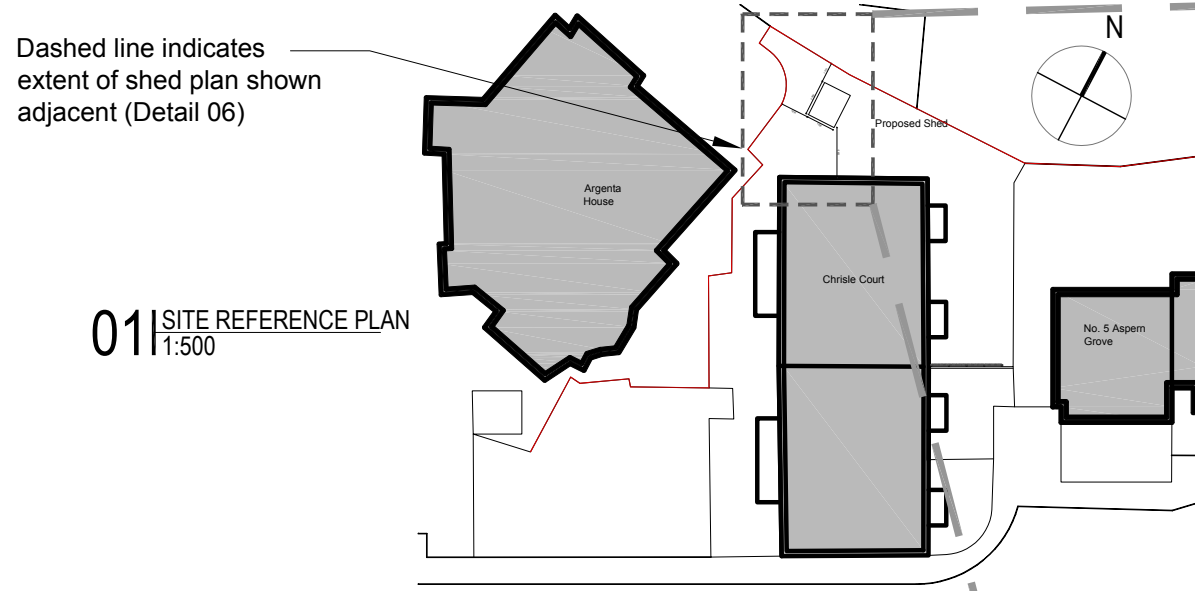 Dashed line indicates
extent of shed plan shown
adjacent (Detail 06)
N
Proposed Shed
Argenta
House
Chrisle Court
No. 5 Aspern
Grove
01 SITE REFERENCE PLAN
1:500